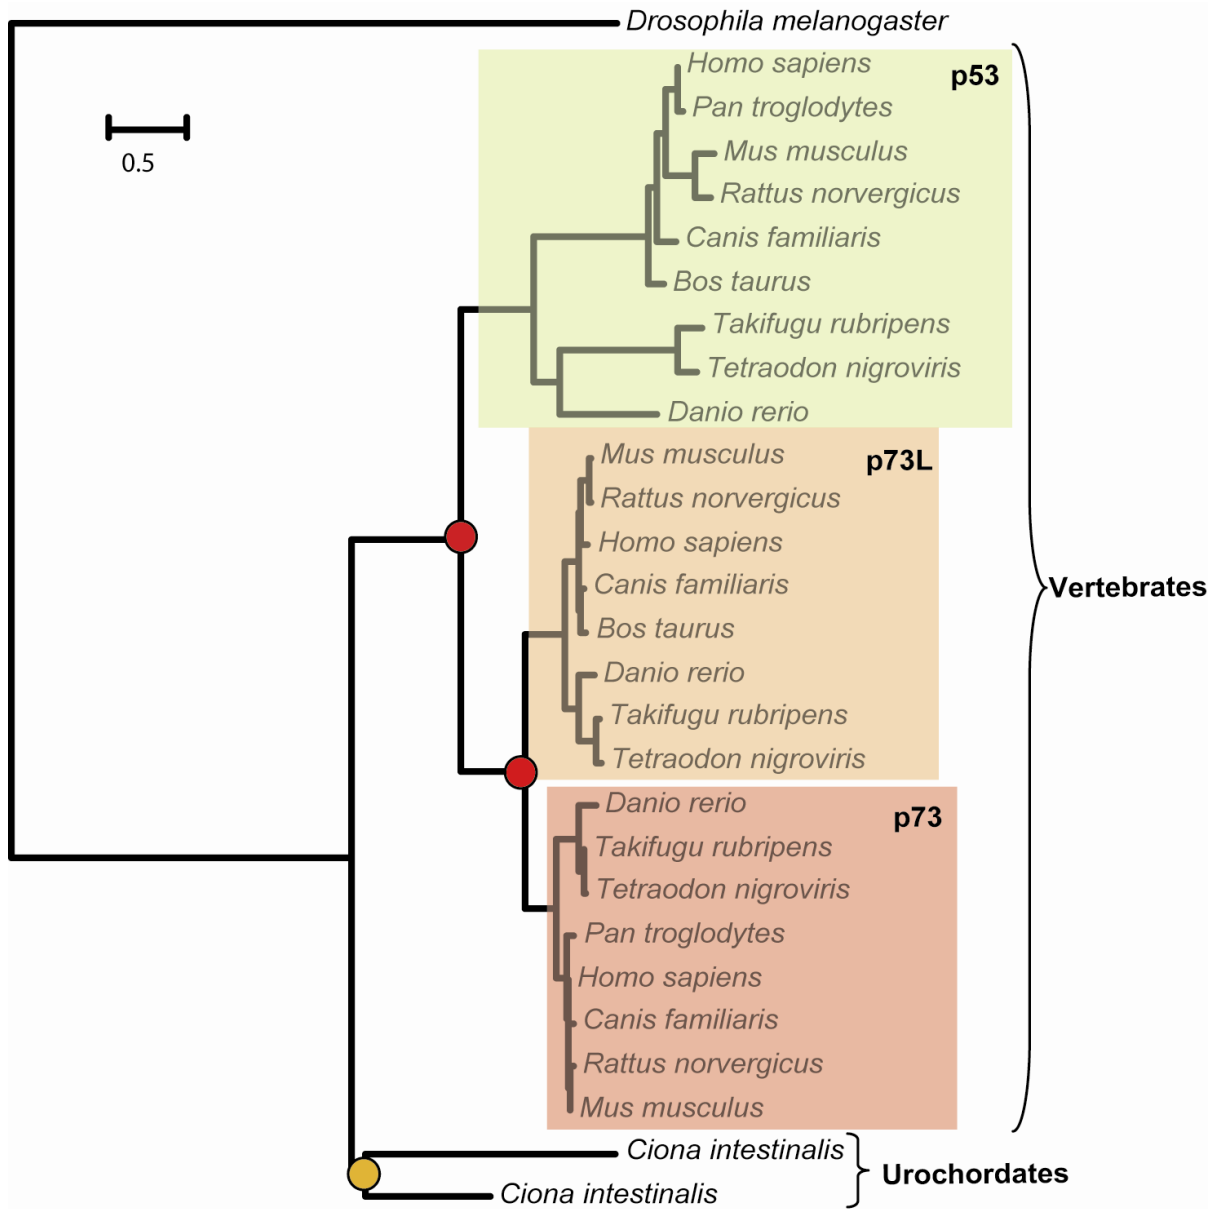 Drosophila melanogaster
Homo sapiens
p53
Pan troglodytes
0.5
Mus musculus
Rattus norvergicus
Canis familiaris
Bos taurus
Takifugu rubripens
Tetraodon nigroviris
Danio rerio
Mus musculus
p73L
Rattus norvergicus
Homo sapiens
Canis familiaris
Vertebrates
Bos taurus
Danio rerio
Takifugu rubripens
Tetraodon nigroviris
Danio rerio
p73
Takifugu rubripens
Tetraodon nigroviris
Pan troglodytes
Homo sapiens
Canis familiaris
Rattus norvergicus
Mus musculus
Ciona intestinalis
Urochordates
Ciona intestinalis